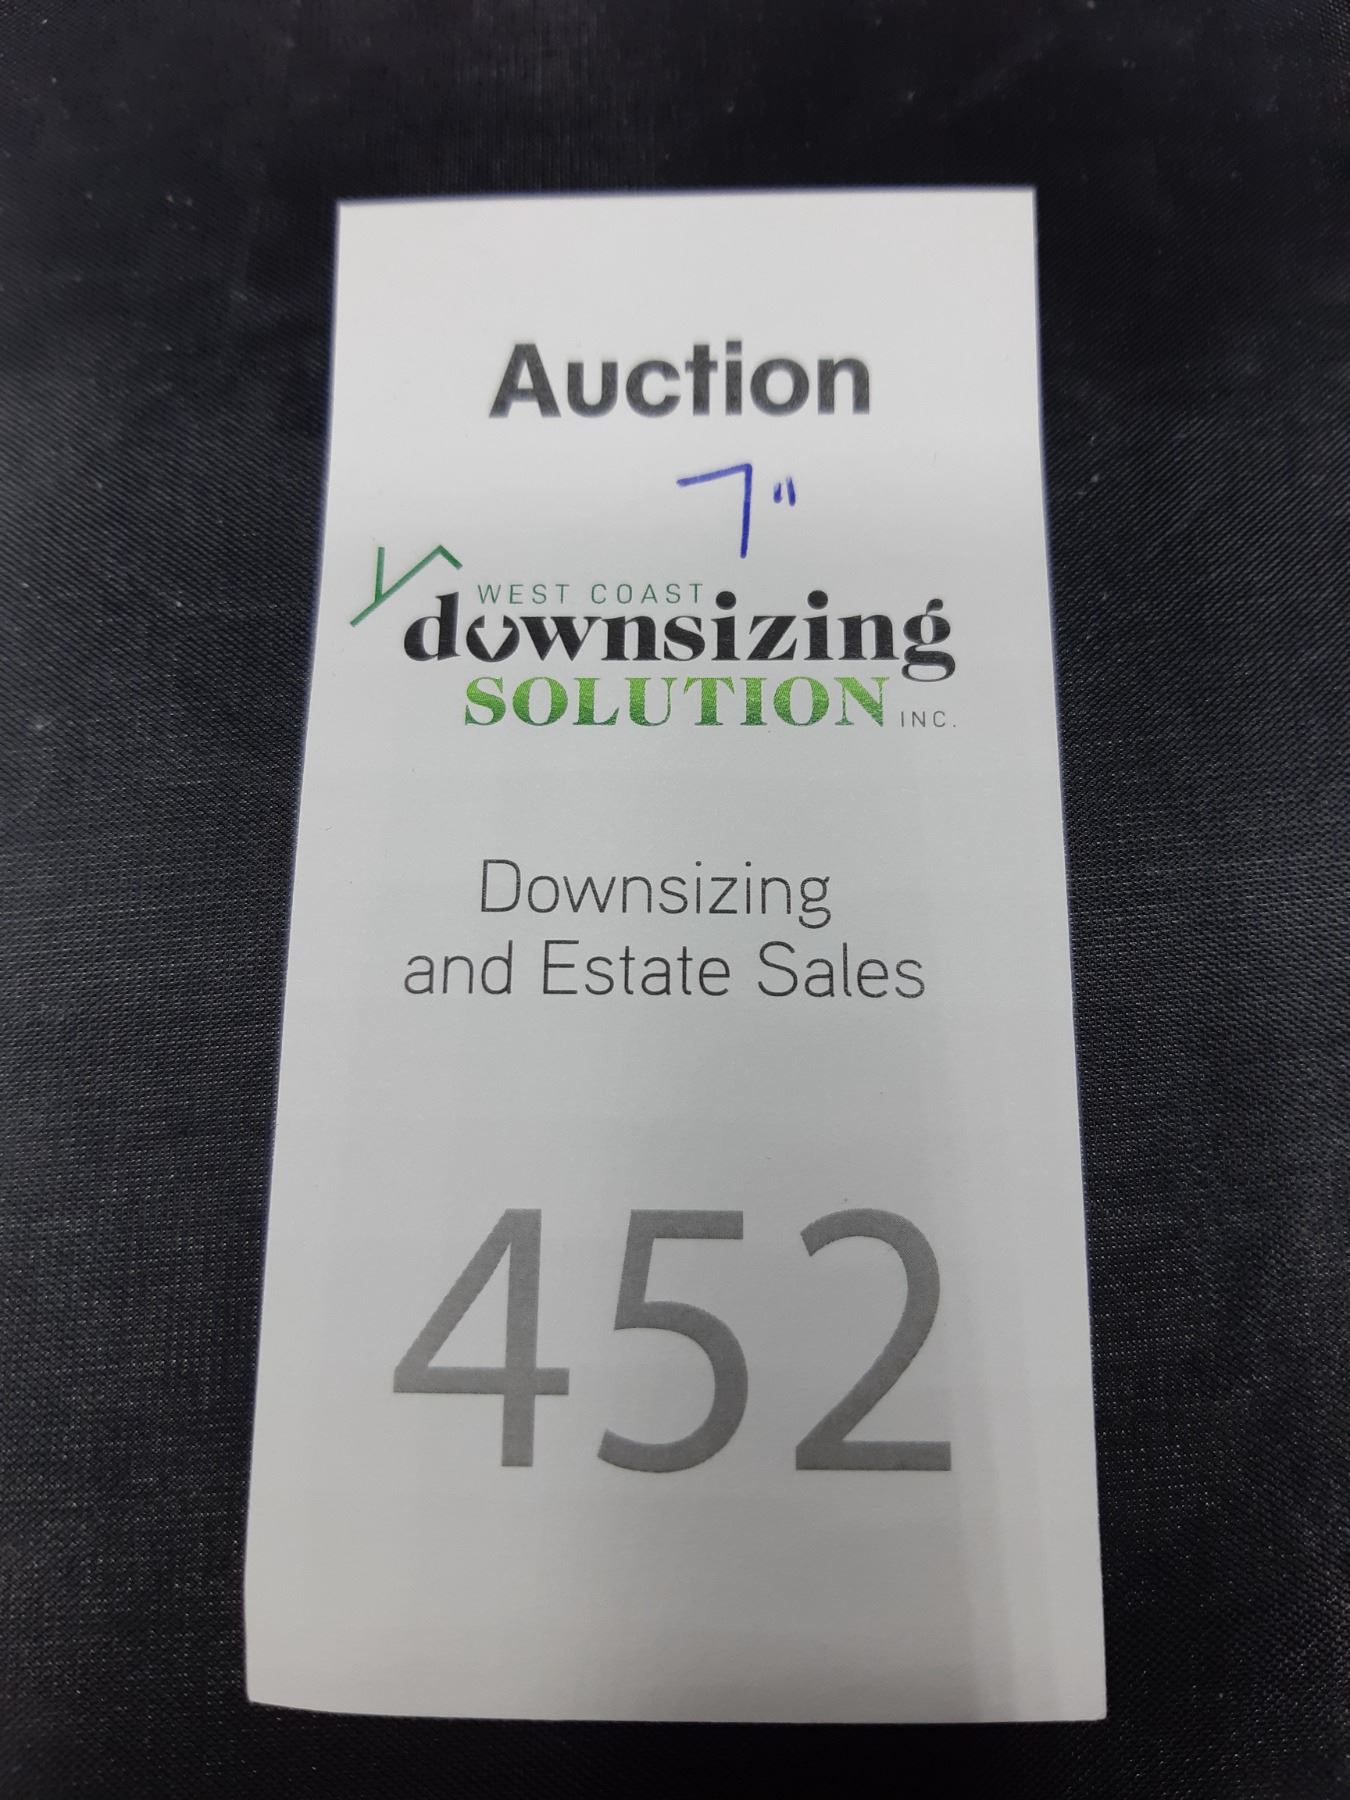 Auction
7"
WEST COAST
downsizing
SOLUTION INC.
Downsizing
and Estate Sales
452